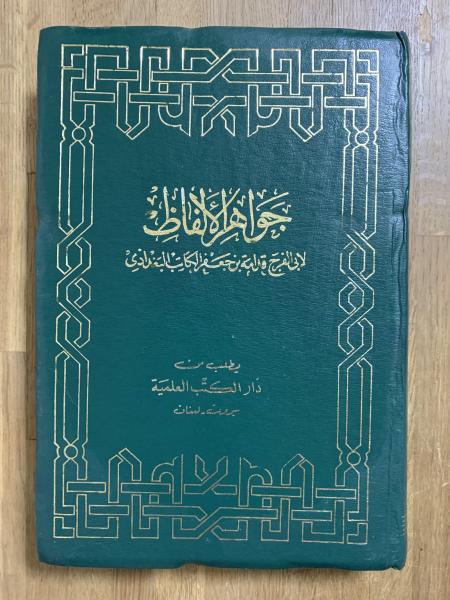 جواهر الألفاظ
لأبي الفرج قدامة بن جعفر الكاتب البغدادي
يطلب من
دار الكتب العلمية
بيروت - لبنان